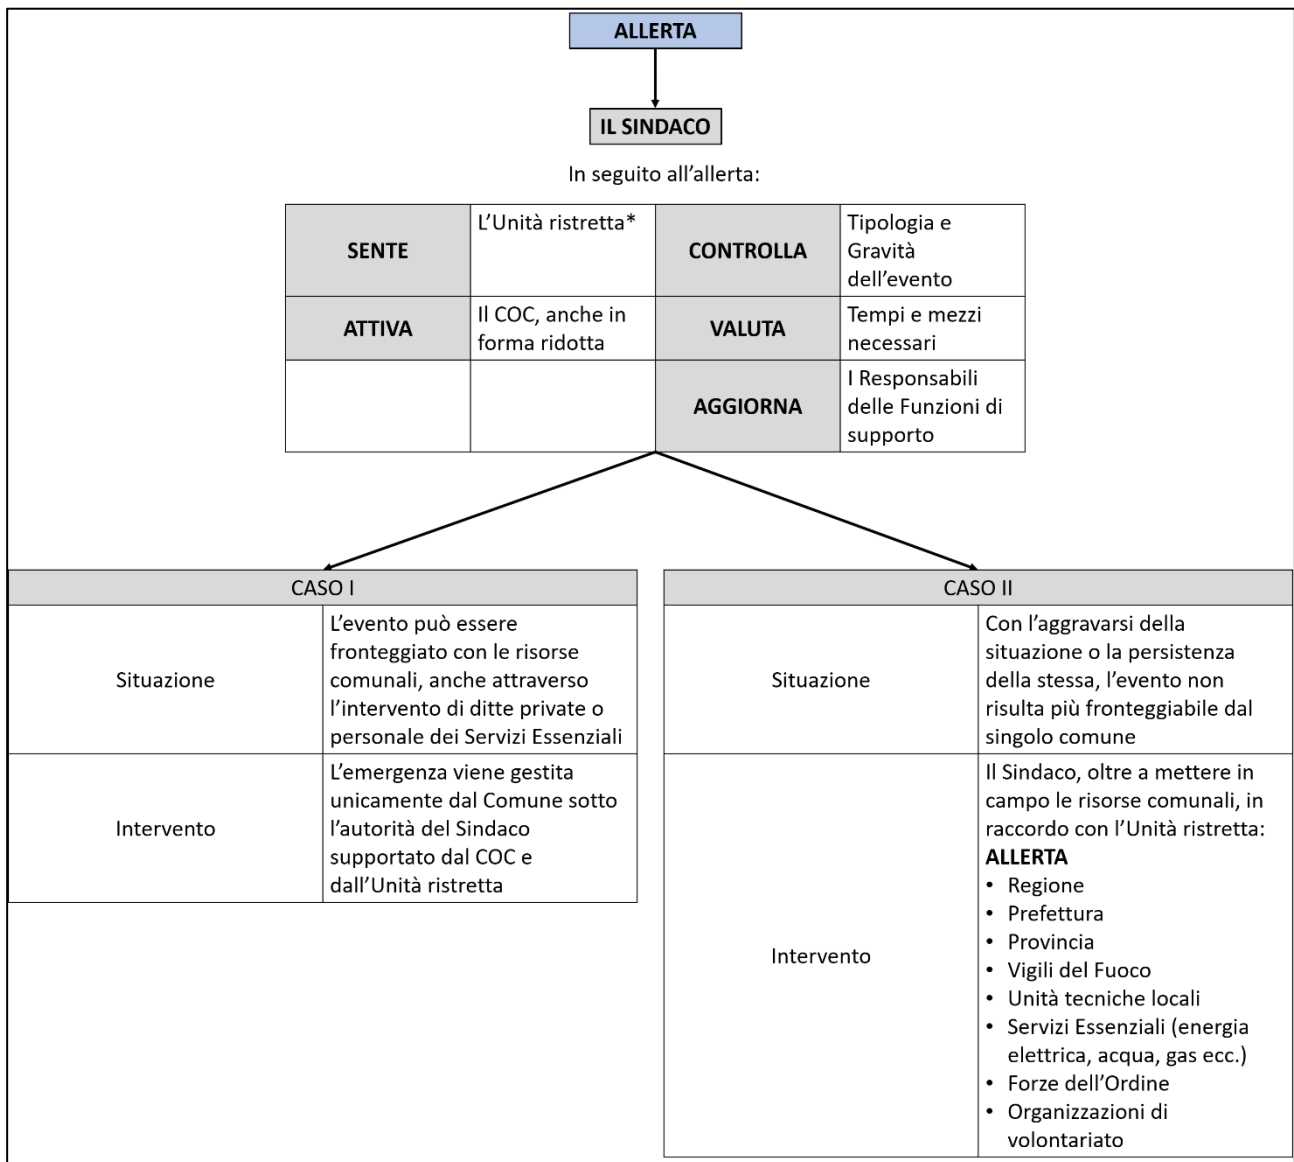 ALLERTA
IL SINDACO
In seguito all'allerta:
SENTE
L'Unità ristretta*
CONTROLLA
Tipologia e
Gravità
dell'evento
ATTIVA
Il COC, anche in
forma ridotta
VALUTA
Tempi e mezzi
necessari
AGGIORNA
I Responsabili
delle Funzioni di
supporto
CASO I
Situazione
L'evento può essere
fronteggiato con le risorse
comunali, anche attraverso
l'intervento di ditte private o
personale dei Servizi Essenziali
Intervento
L'emergenza viene gestita
unicamente dal Comune sotto
l'autorità del Sindaco
supportato dal COC e
dall'Unità ristretta
CASO II
Situazione
Con l'aggravarsi della
situazione o la persistenza
della stessa, l'evento non
risulta più fronteggiabile dal
singolo comune
Intervento
Il Sindaco, oltre a mettere in
campo le risorse comunali, in
raccordo con l'Unità ristretta:
ALLERTA
• Regione
• Prefettura
• Provincia
• Vigili del Fuoco
• Unità tecniche locali
• Servizi Essenziali (energia
elettrica, acqua, gas ecc.)
• Forze dell'Ordine
• Organizzazioni di
volontariato